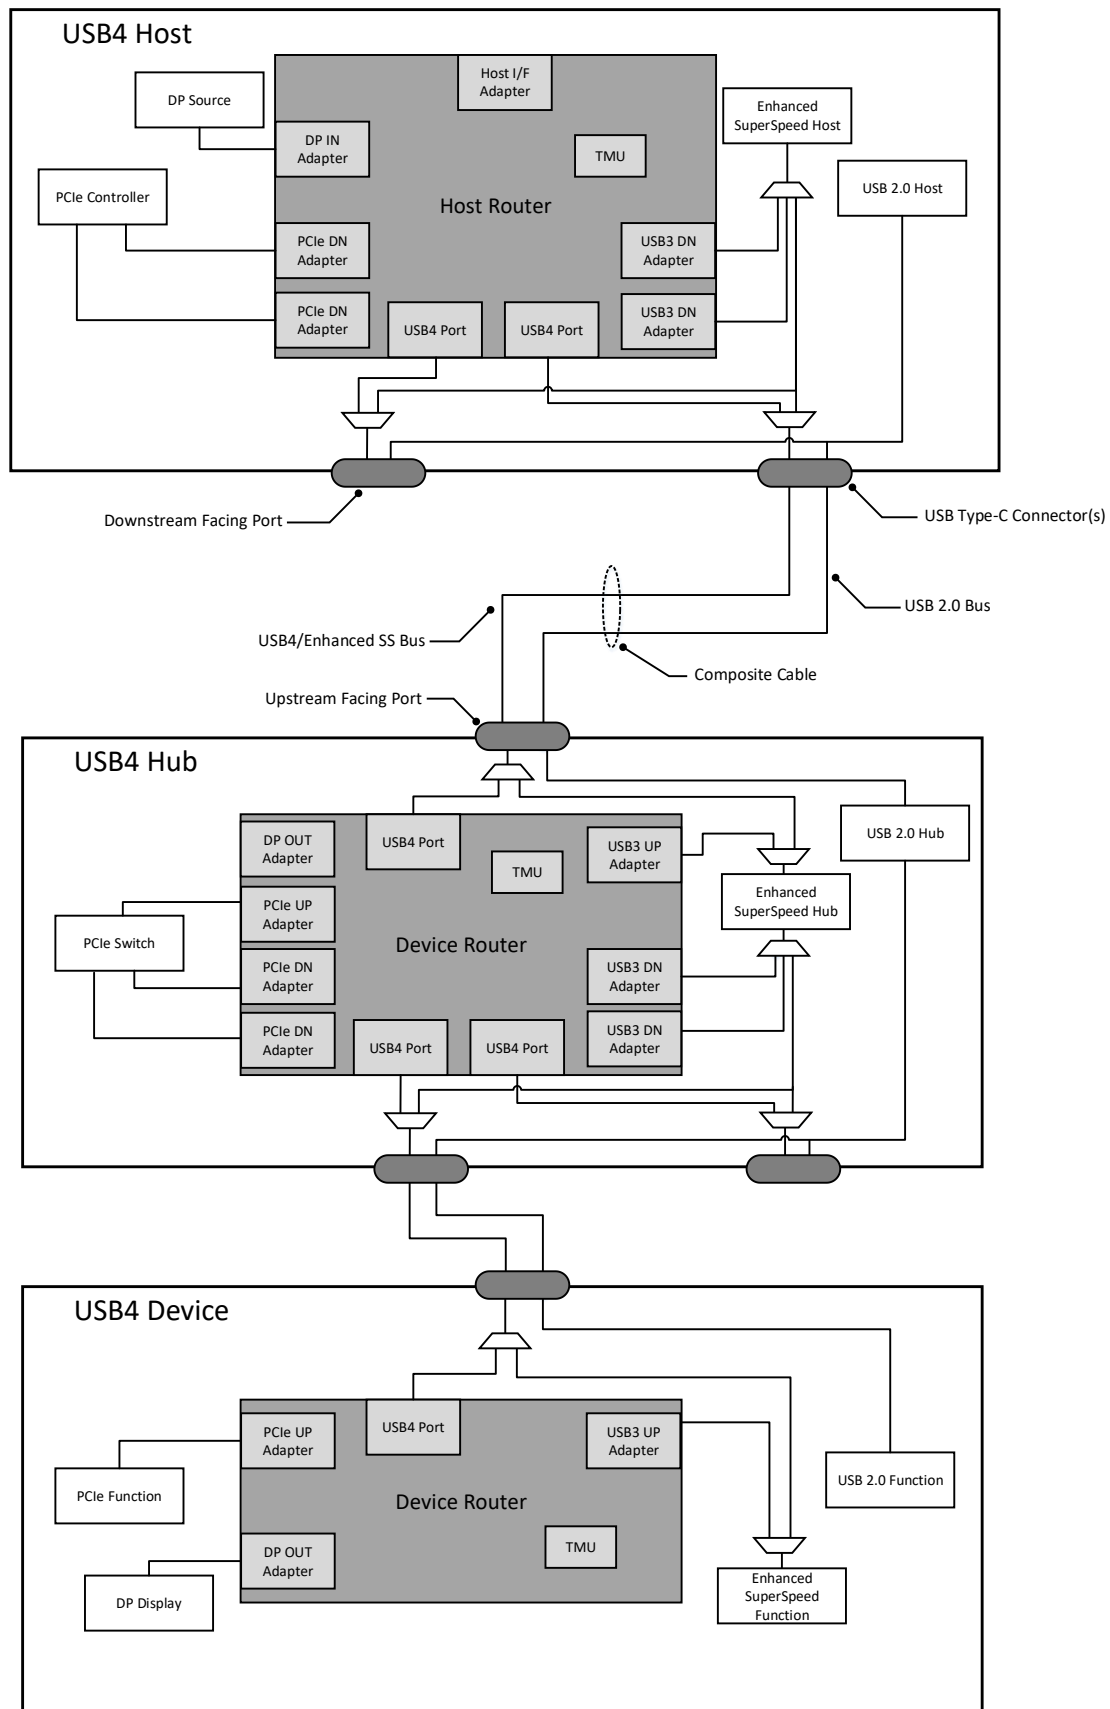 USB4 Host
Host I/F
Adapter
DP Source
Enhanced
SuperSpeed Host
DP IN
Adapter
TMU
PCIe Controller
USB 2.0 Host
Host Router
PCIe DN
Adapter
USB3 DN
Adapter
PCIe DN
Adapter
USB4 Port
USB4 Port
USB3 DN
Adapter
Downstream Facing Port
USB Type-C Connector(s)
USB 2.0 Bus
USB4/Enhanced SS Bus
Composite Cable
Upstream Facing Port
USB4 Hub
DP OUT
Adapter
USB4 Port
USB3 UP
Adapter
USB 2.0 Hub
TMU
Enhanced
SuperSpeed Hub
PCIe UP
Adapter
PCIe Switch
Device Router
PCIe DN
Adapter
USB3 DN
Adapter
PCIe DN
Adapter
USB4 Port
USB4 Port
USB3 DN
Adapter
USB4 Device
PCIe UP
Adapter
USB4 Port
USB3 UP
Adapter
PCIe Function
Device Router
USB 2.0 Function
DP OUT
Adapter
TMU
DP Display
Enhanced
SuperSpeed
Function